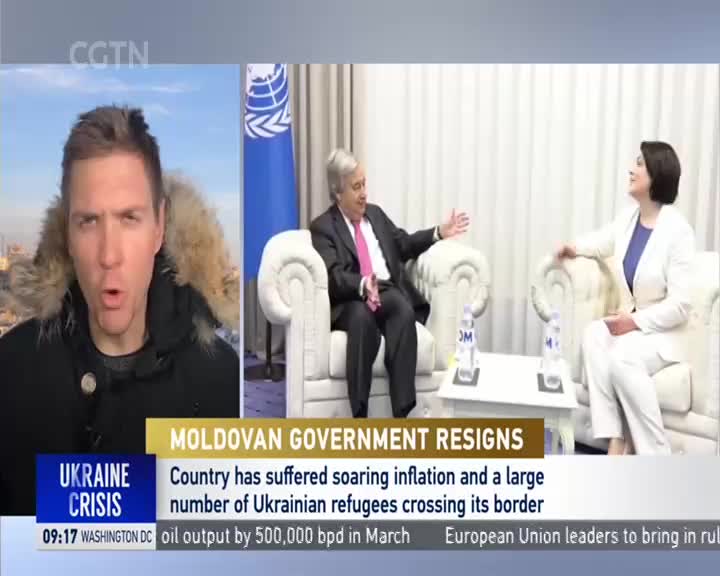 CGTN
MOLDOVAN GOVERNMENT RESIGNS
UKRAINE
CRISIS
Country has suffered soaring inflation and a large
number of Ukrainian refugees crossing its border
09:17 WASHINGTON DC
oil output by 500,000 bpd in March
European Union leaders to bring in rul
OM
M